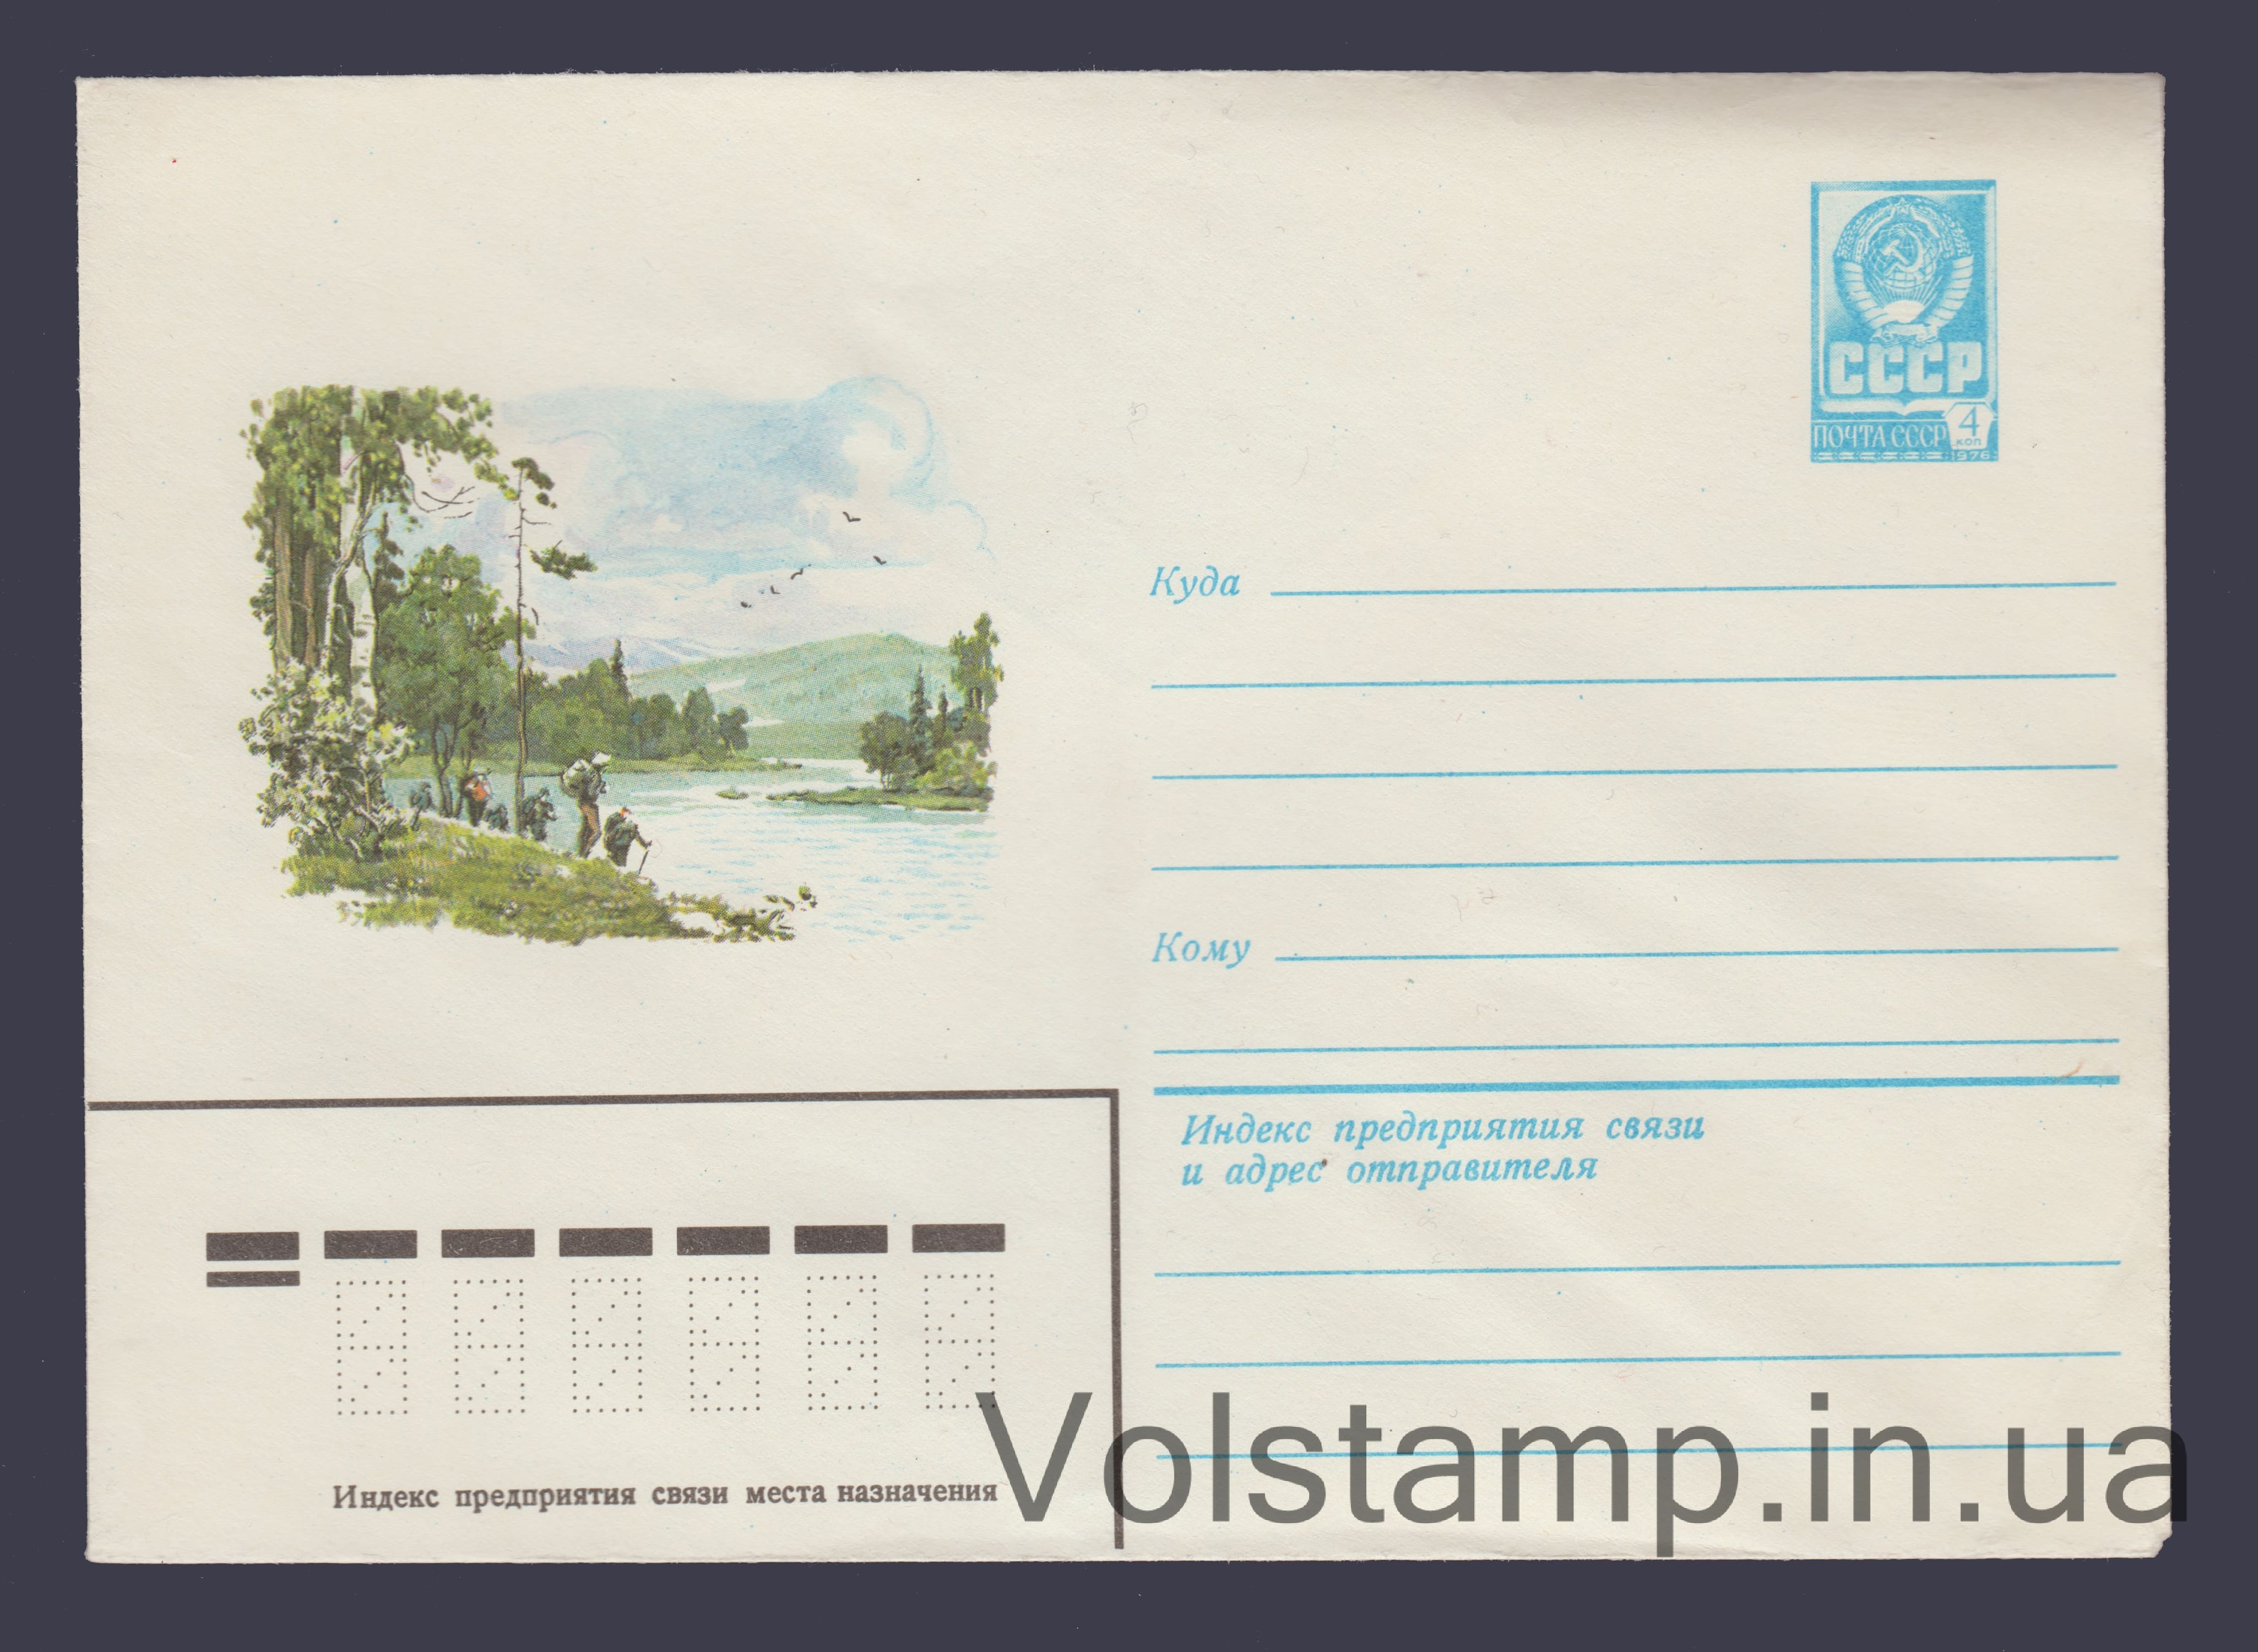 СССР
ПОЧТА СССР 4 КОП
1976
Куда
Кому
Индекс предприятия связи
и адрес отправителя
Индекс предприятия связи места назначения
Volstamp.in.ua